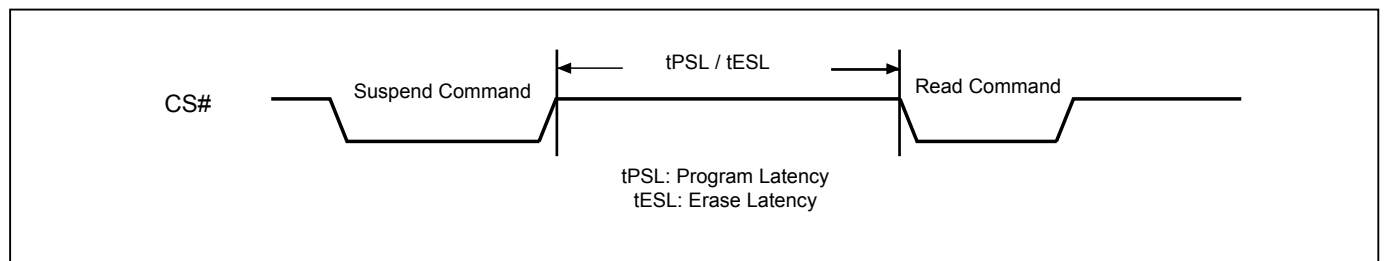 tPSL / tESL
Suspend Command
Read Command
CS#
tPSL: Program Latency
tESL: Erase Latency